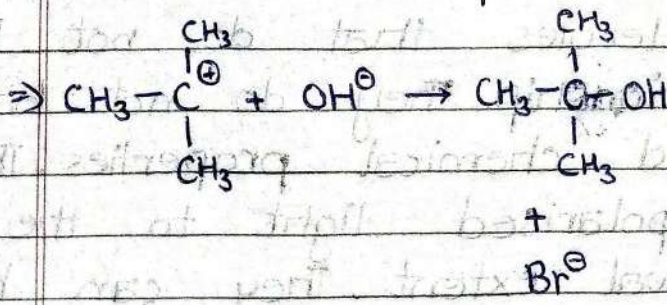 CH₃
⇒ CH₃ – C⊕ + OH⊖ → CH₃ – C – OH
CH₃
CH₃
CH₃
+
Br⊖